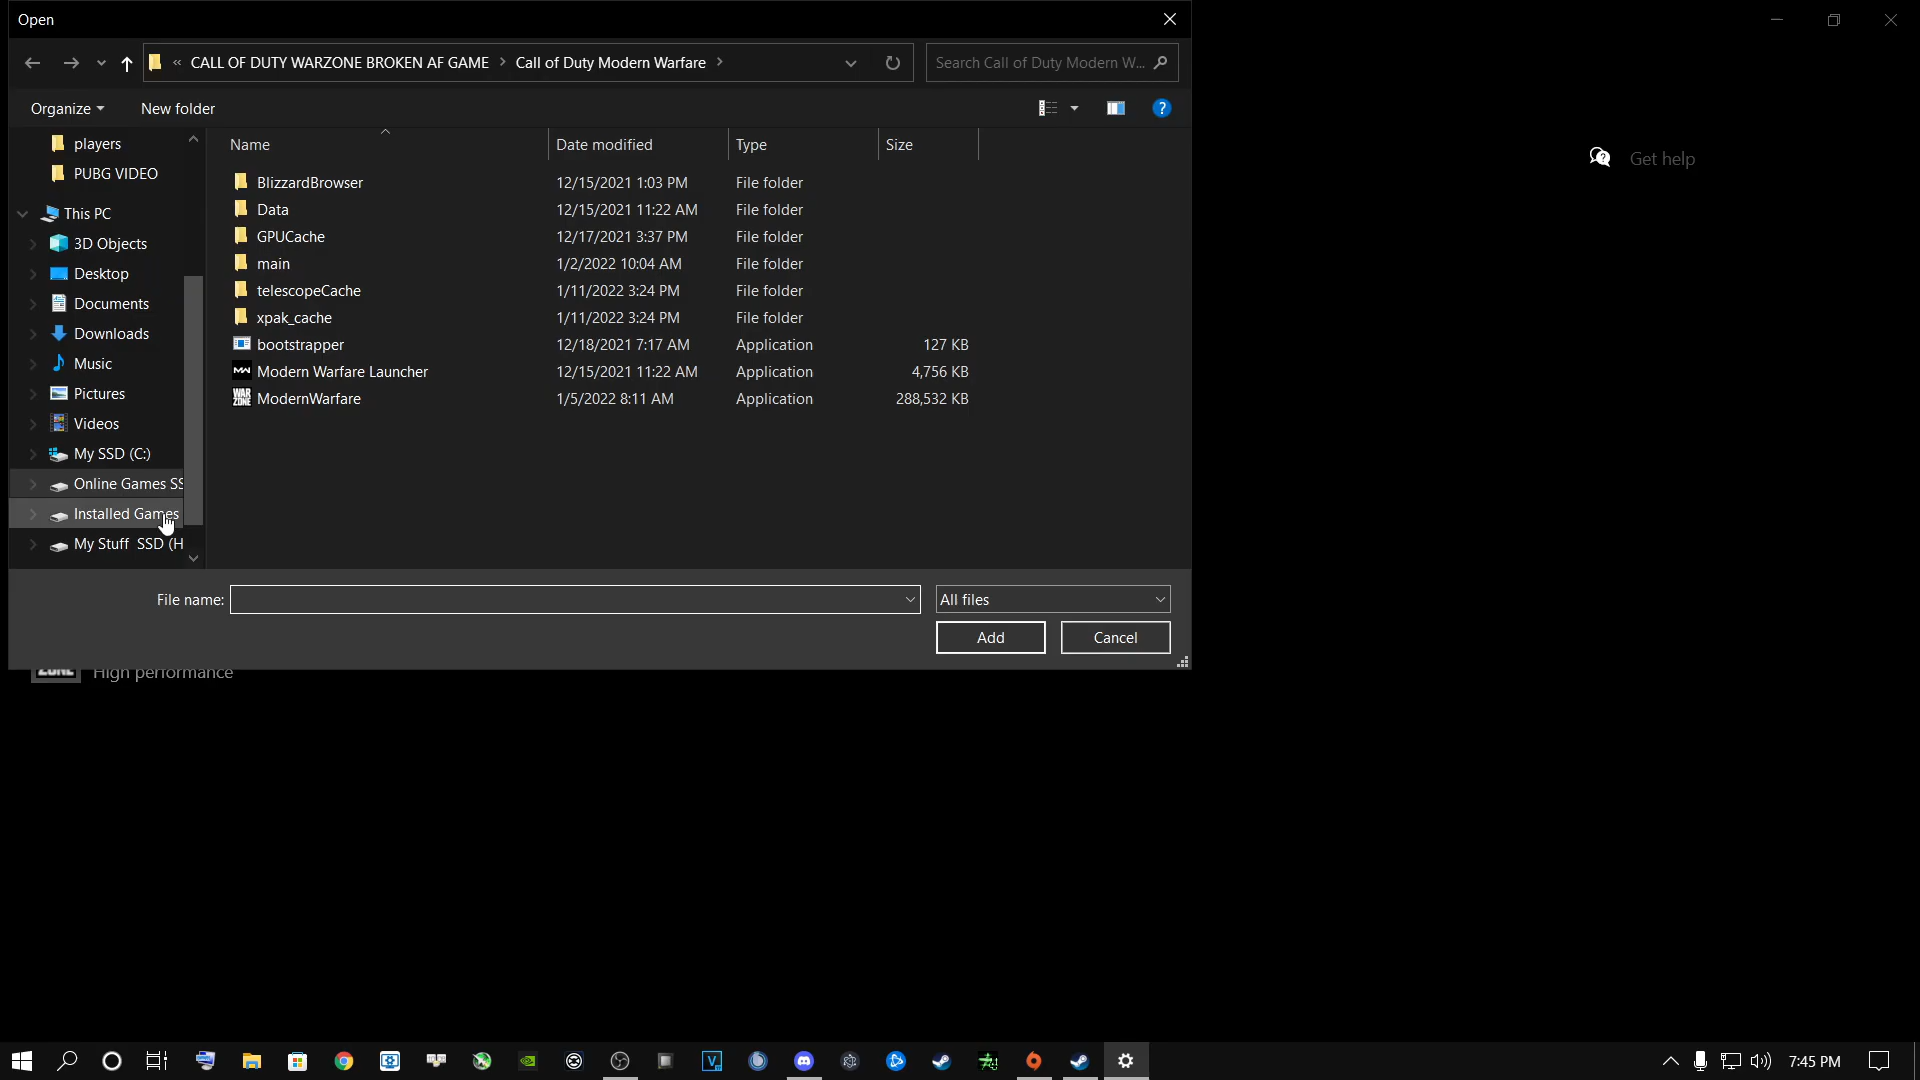 Open
« CALL OF DUTY WARZONE BROKEN AF GAME > Call of Duty Modern Warfare >
Search Call of Duty Modern W...
Organize
New folder
Get help
players
PUBG VIDEO
This PC
3D Objects
Desktop
Documents
Downloads
Music
Pictures
Videos
My SSD (C:)
Online Games SS
Installed Games
My Stuff SSD (H
Name Date modified Type Size
BlizzardBrowser 12/15/2021 1:03 PM File folder
Data 12/15/2021 11:22 AM File folder
GPUCache 12/17/2021 3:37 PM File folder
main 1/2/2022 10:04 AM File folder
telescopeCache 1/11/2022 3:24 PM File folder
xpak_cache 1/11/2022 3:24 PM File folder
bootstrapper 12/18/2021 7:17 AM Application 127 KB
MW Modern Warfare Launcher 12/15/2021 11:22 AM Application 4,756 KB
WAR ZONE ModernWarfare 1/5/2022 8:11 AM Application 288,532 KB
File name:
All files
Add
Cancel
ZONE High performance
7:45 PM